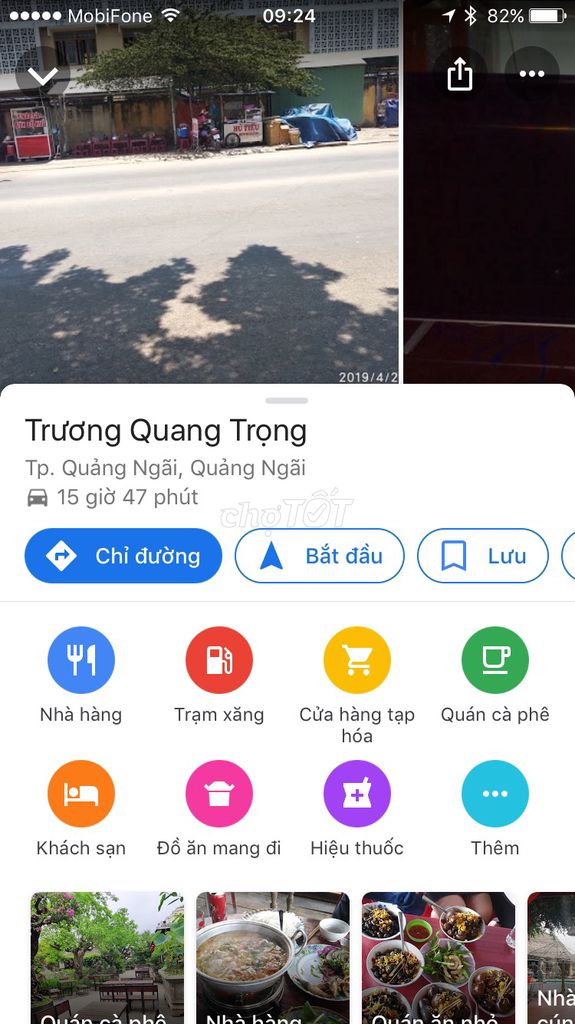 MobiFone
09:24
82%
HỦ TIẾU
2019/4/2
Trương Quang Trọng
Tp. Quảng Ngãi, Quảng Ngãi
15 giờ 47 phút
chợTỐT
Chỉ đường
Bắt đầu
Lưu
Nhà hàng
Trạm xăng
Cửa hàng tạp hóa
Quán cà phê
Khách sạn
Đồ ăn mang đi
Hiệu thuốc
Thêm
Quán cà phê
Nhà hàng
Quán ăn nhỏ
Nhà